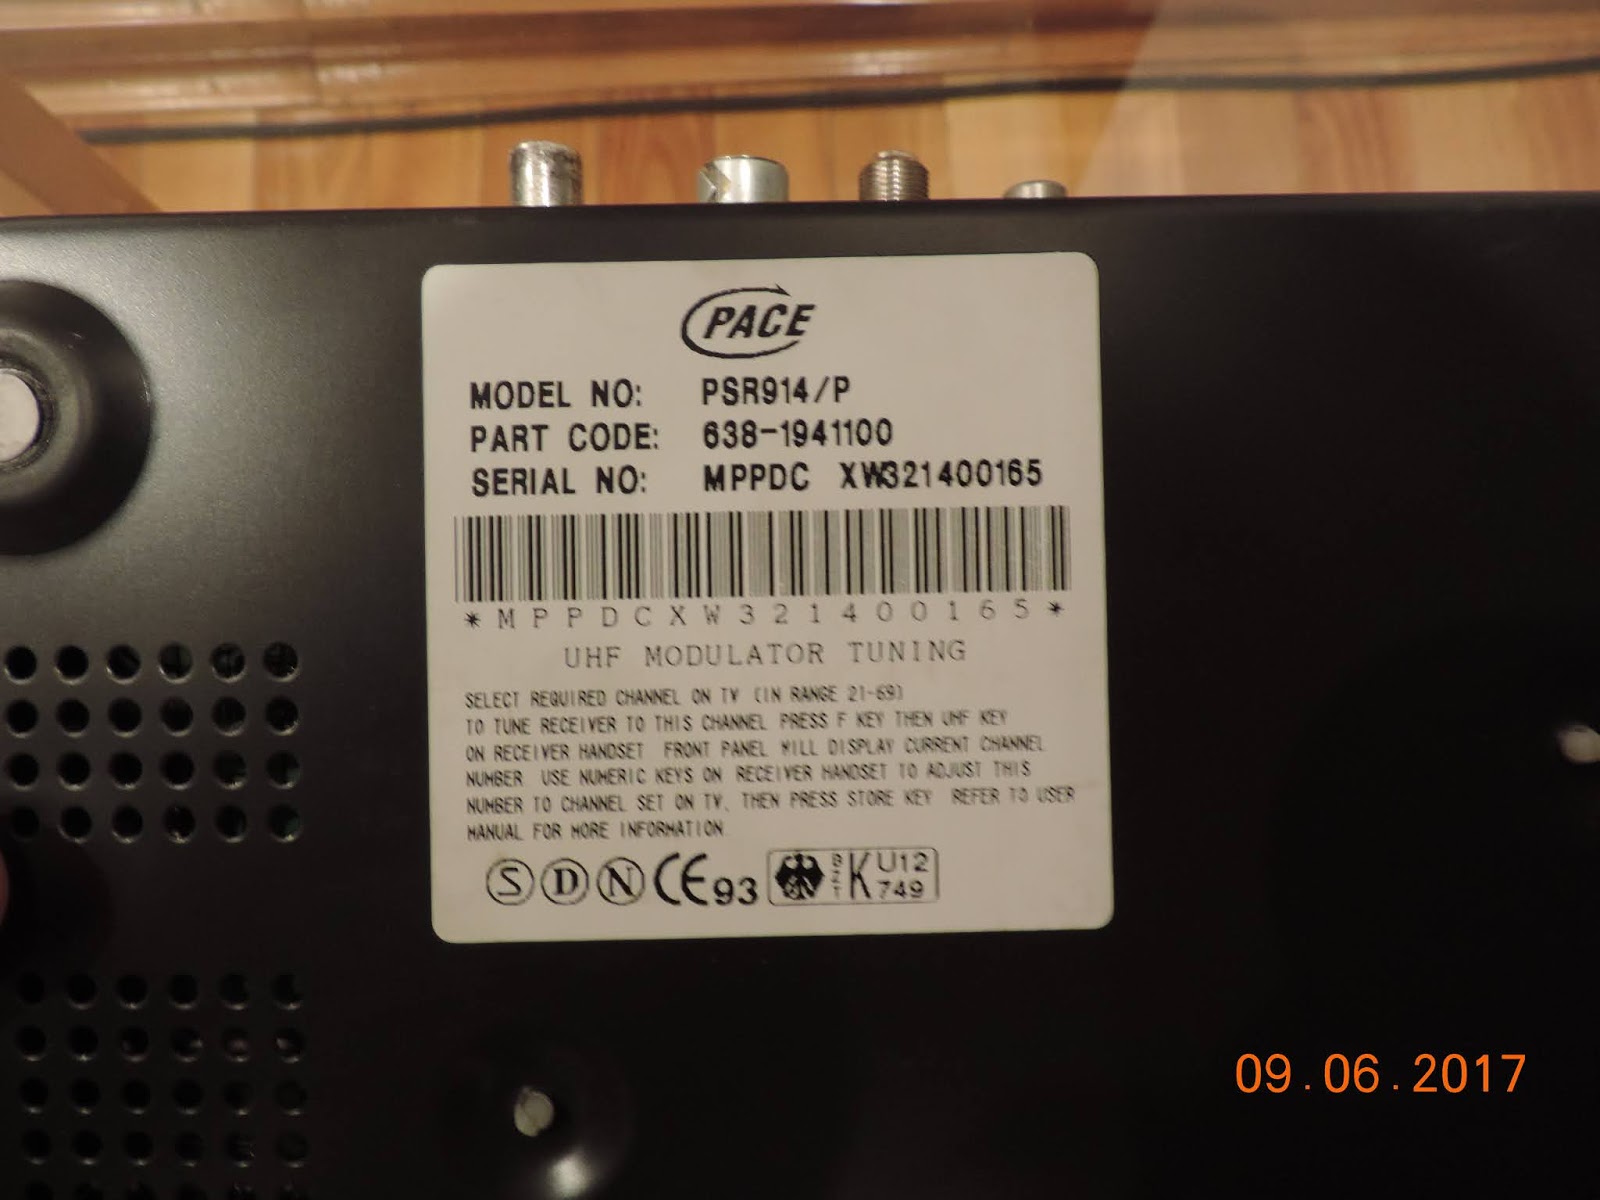 PACE
MODEL NO: PSR914/P
PART CODE: 638-1941100
SERIAL NO: MPPDC XW321400165
*MPPDCXW321400165*
UHF MODULATOR TUNING
SELECT REQUIRED CHANNEL ON TV (IN RANGE 21-69)
TO TUNE RECEIVER TO THIS CHANNEL PRESS F KEY THEN UHF KEY
ON RECEIVER HANDSET FRONT PANEL WILL DISPLAY CURRENT CHANNEL
NUMBER USE NUMERIC KEYS ON RECEIVER HANDSET TO ADJUST THIS
NUMBER TO CHANNEL SET ON TV, THEN PRESS STORE KEY REFER TO USER
MANUAL FOR MORE INFORMATION
S D N CE93 BZT K U12
749
09.06.2017